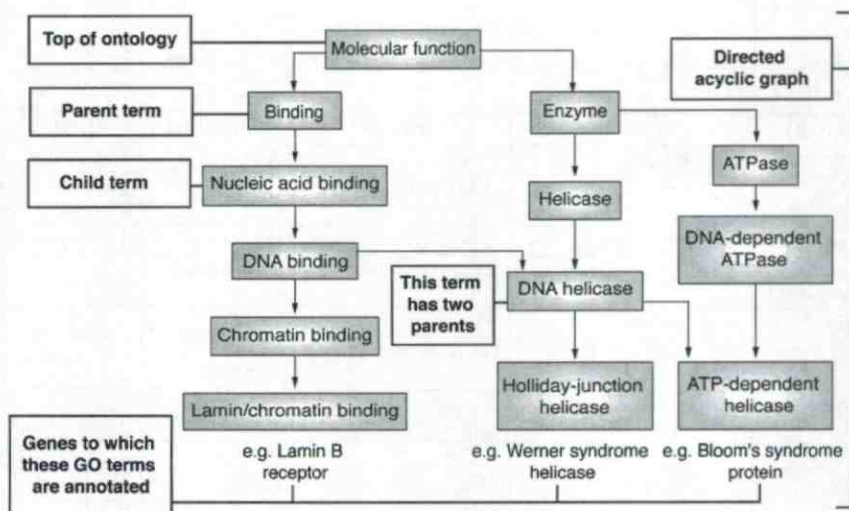 Top of ontology
Molecular function
Directed
acyclic graph
Parent term
Binding
Enzyme
Child term
Nucleic acid binding
ATPase
Helicase
DNA binding
DNA-dependent
ATPase
This term
has two
parents
DNA helicase
Chromatin binding
Lamin/chromatin binding
Holliday-junction
helicase
ATP-dependent
helicase
Genes to which
these GO terms
are annotated
e.g. Lamin B
receptor
e.g. Werner syndrome
helicase
e.g. Bloom's syndrome
protein